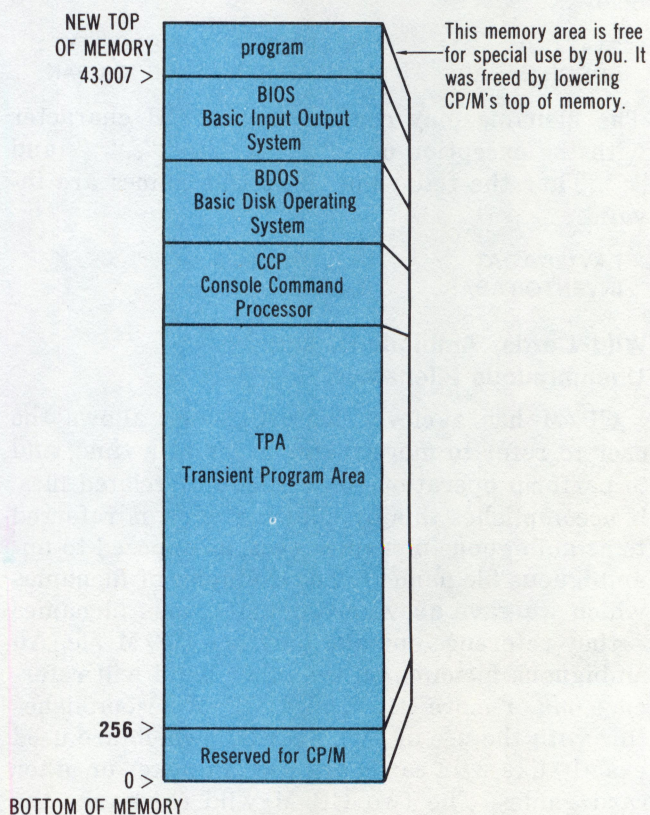 NEW TOP
OF MEMORY
43,007 >
program
This memory area is free
for special use by you. It
was freed by lowering
CP/M's top of memory.
BIOS
Basic Input Output
System
BDOS
Basic Disk Operating
System
CCP
Console Command
Processor
TPA
Transient Program Area
256 >
Reserved for CP/M
0 >
BOTTOM OF MEMORY